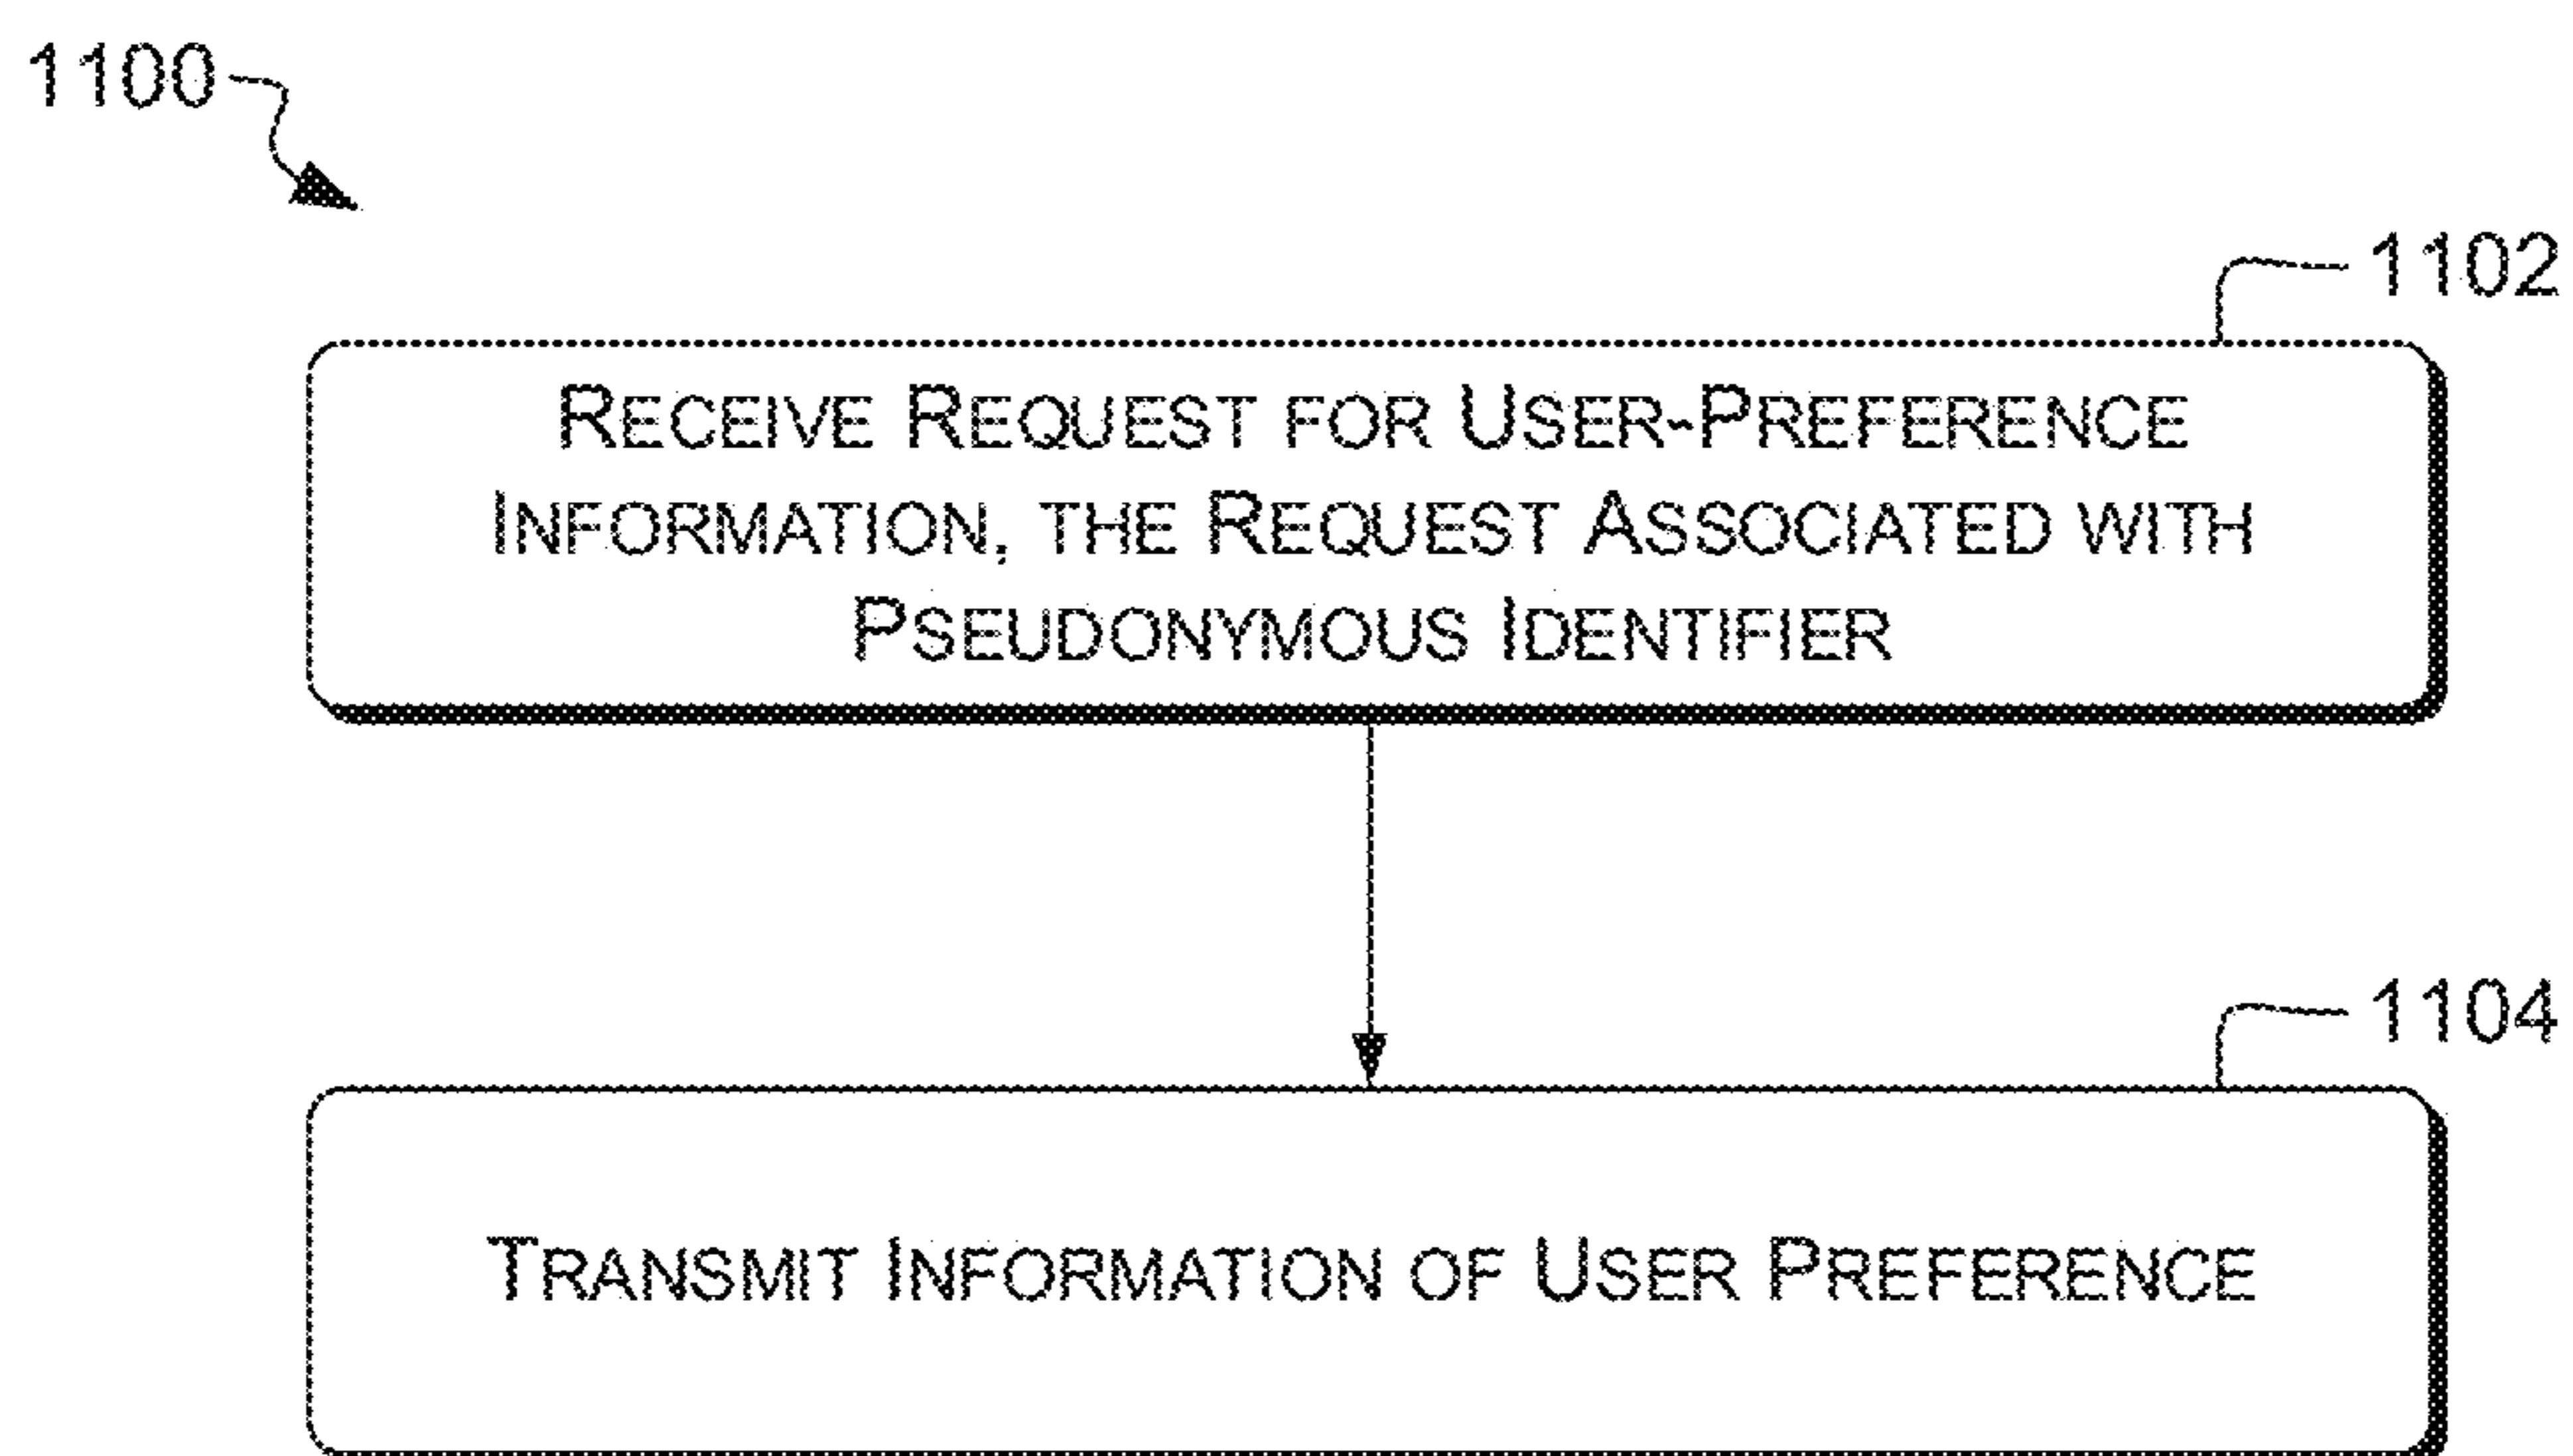 1100
1102
RECEIVE REQUEST FOR USER-PREFERENCE
INFORMATION, THE REQUEST ASSOCIATED WITH
PSEUDONYMOUS IDENTIFIER
1104
TRANSMIT INFORMATION OF USER PREFERENCE